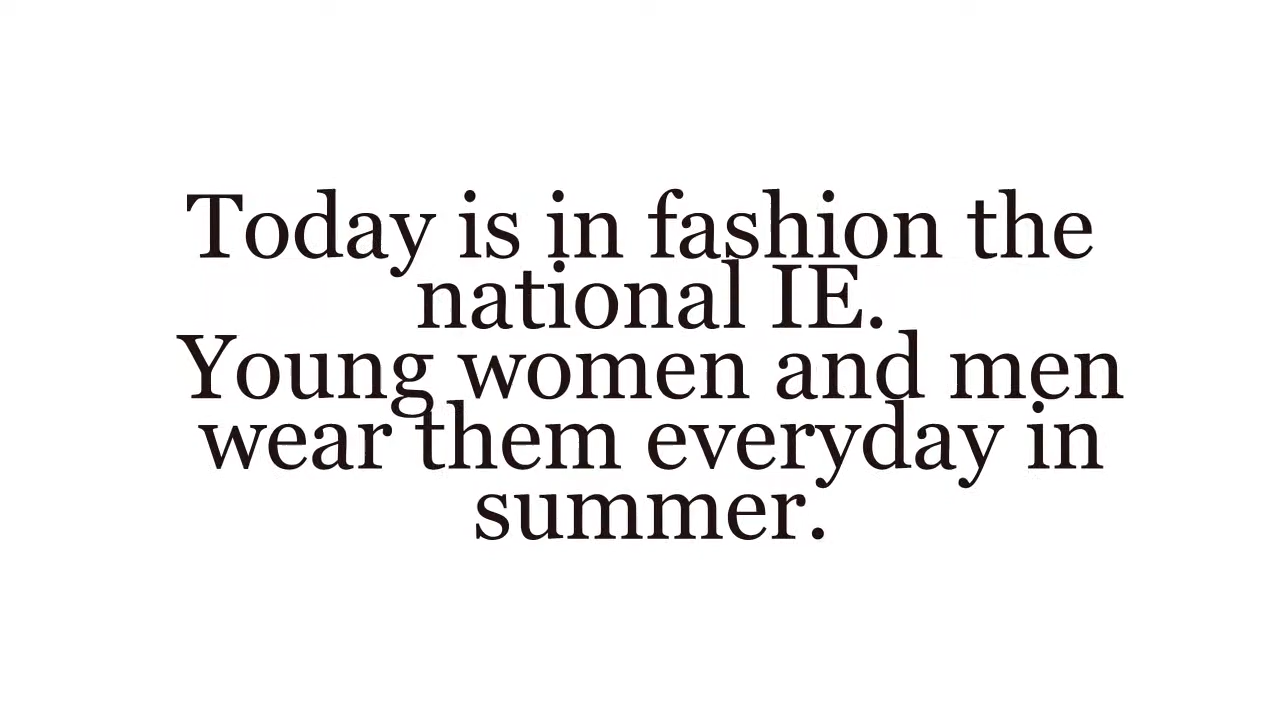 Today is in fashion the
national IE.
Young women and men
wear them everyday in
summer.